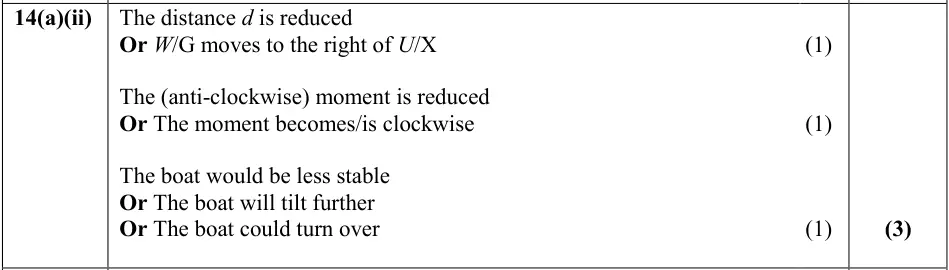 14(a)(ii) The distance d is reduced
Or W/G moves to the right of U/X (1)
The (anti-clockwise) moment is reduced
Or The moment becomes/is clockwise (1)
The boat would be less stable
Or The boat will tilt further
Or The boat could turn over (1) (3)